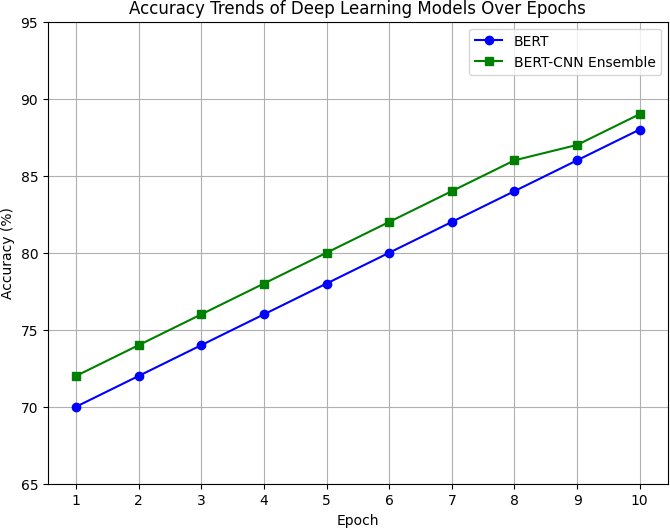 Accuracy Trends of Deep Learning Models Over Epochs
95
90
85
80
75
70
65
Accuracy (%)
BERT
BERT-CNN Ensemble
1 2 3 4 5 6 7 8 9 10
Epoch